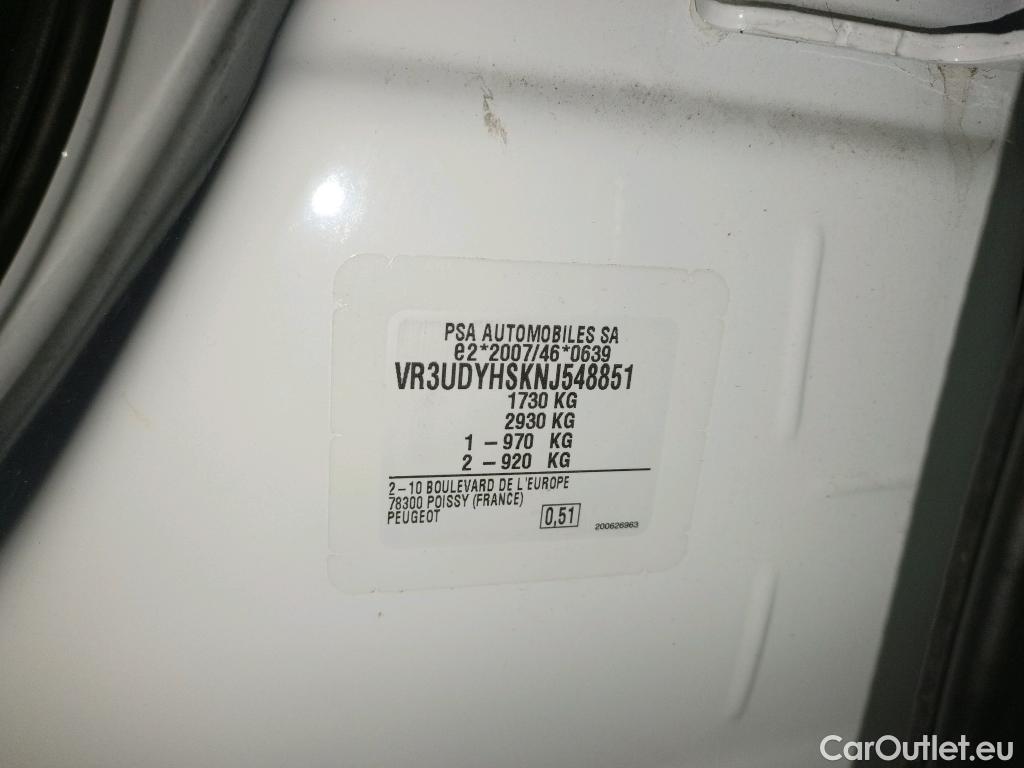 PSA AUTOMOBILES SA
e2*2007/46*0639
VR3UDYHSKNJ548851
1730 KG
2930 KG
1 – 970 KG
2 – 920 KG
2–10 BOULEVARD DE L'EUROPE
78300 POISSY (FRANCE)
PEUGEOT
0,51
200626963
CarOutlet.eu